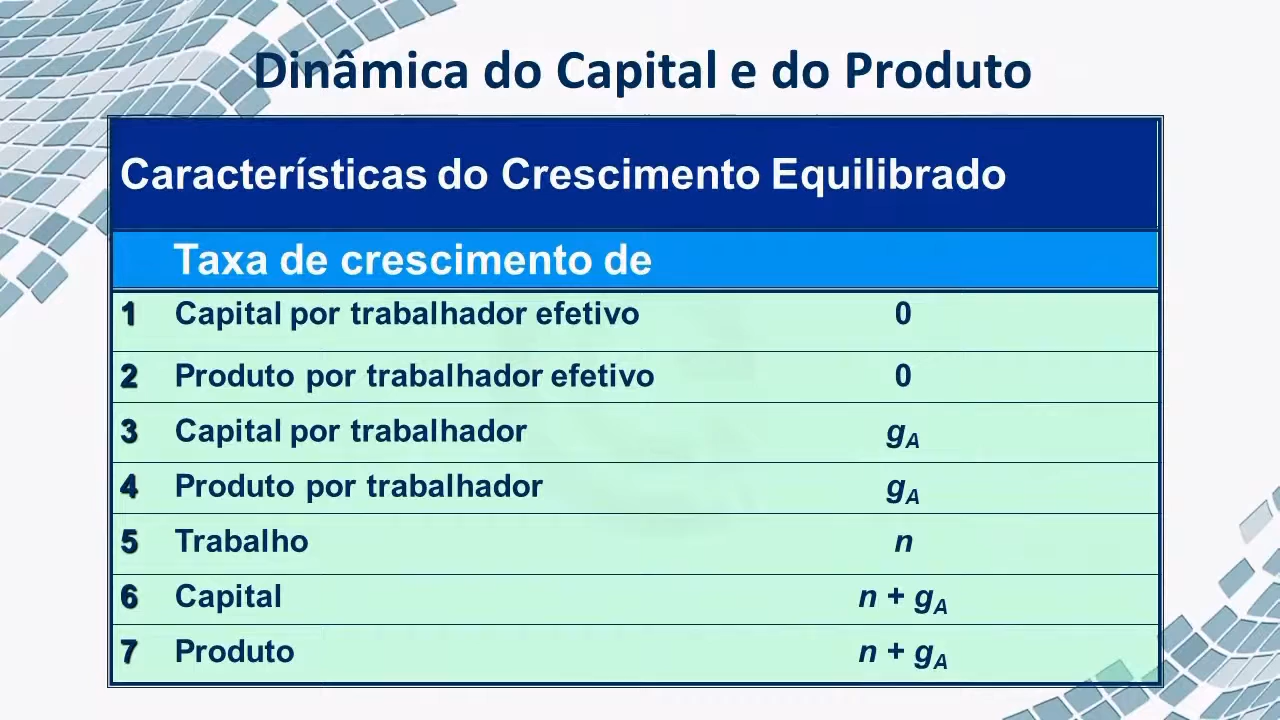 Dinâmica do Capital e do Produto
Características do Crescimento Equilibrado
Taxa de crescimento de
1 Capital por trabalhador efetivo 0
2 Produto por trabalhador efetivo 0
3 Capital por trabalhador gA
4 Produto por trabalhador gA
5 Trabalho n
6 Capital n + gA
7 Produto n + gA